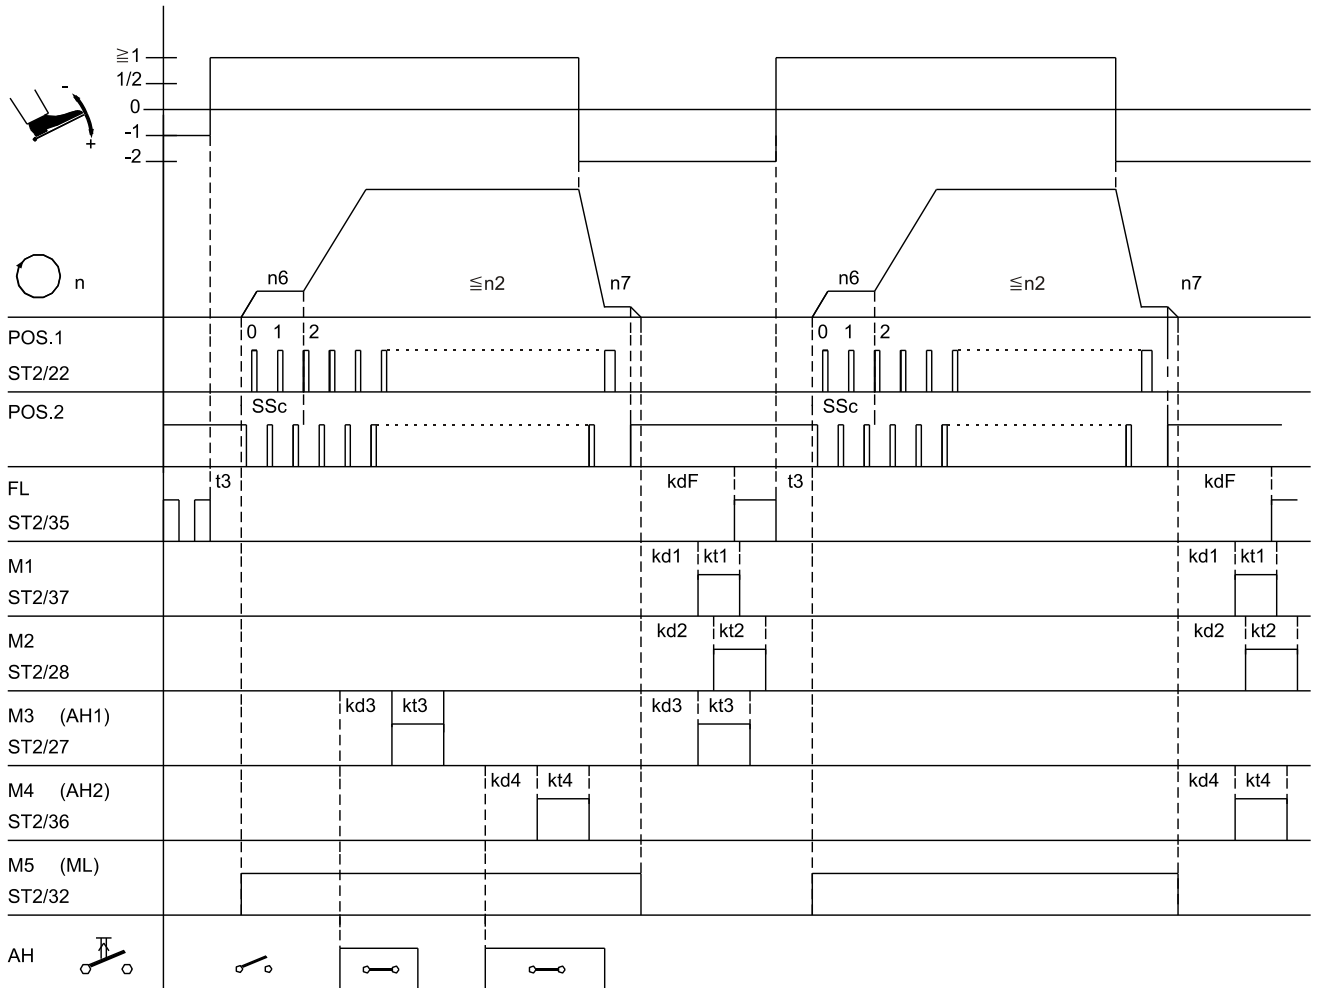 ≧1
1/2
0
-1
-2
-
+
n
n6 ≦n2 n7 n6 ≦n2 n7
POS.1 0 1 2 0 1 2
ST2/22
POS.2 SSc SSc
FL t3 kdF t3 kdF
ST2/35
M1 kd1 kt1 kd1 kt1
ST2/37
M2 kd2 kt2 kd2 kt2
ST2/28
M3 (AH1) kd3 kt3 kd3 kt3
ST2/27
M4 (AH2) kd4 kt4 kd4 kt4
ST2/36
M5 (ML)
ST2/32
AH